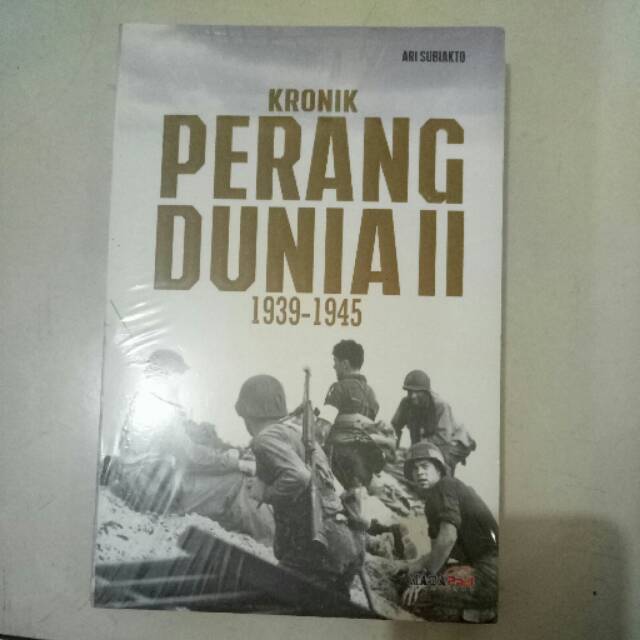 ARI SUBIAKTO
KRONIK
PERANG
DUNIA II
1939-1945